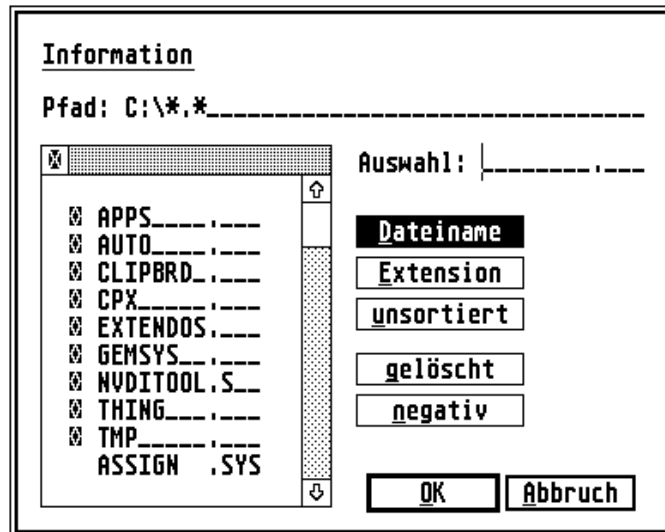 Information
Pfad: C:\*.*_______________________________
Auswahl: ________.___
APPS____.___
AUTO____.___
CLIPBRD_.___
CPX_____.___
EXTENDOS.___
GEMSYS__.___
NVDITOOL.S__
THING___.___
TMP_____.___
ASSIGN  .SYS
Dateiname
Extension
unsortiert
gelöscht
negativ
OK
Abbruch